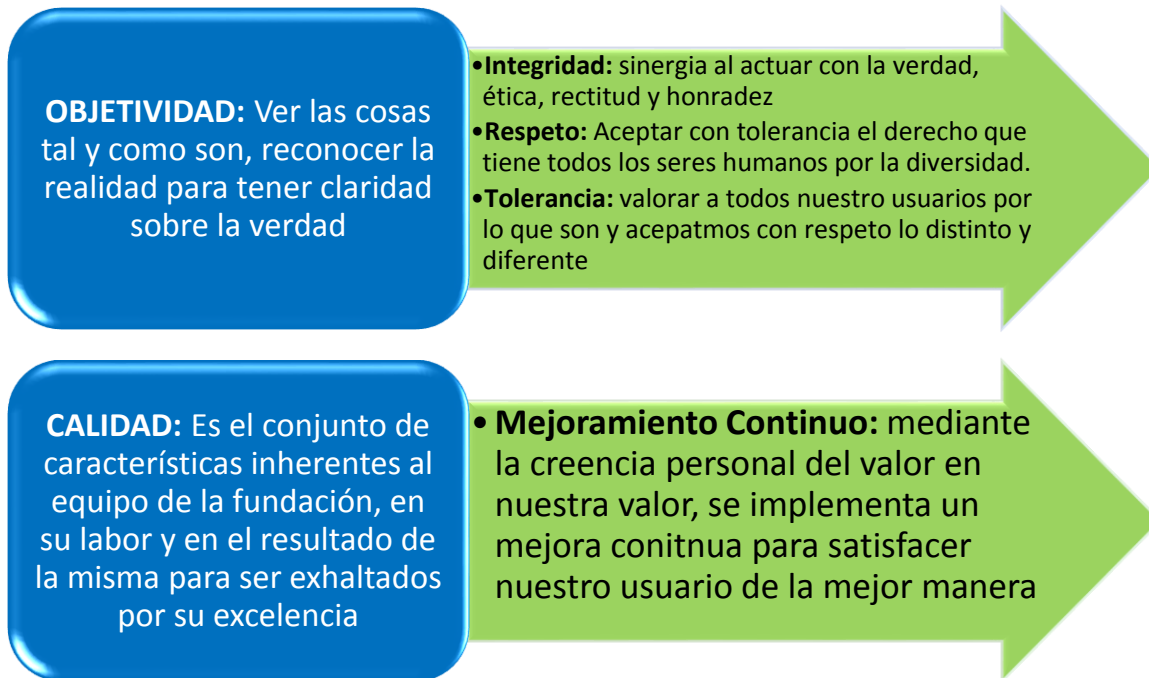 OBJETIVIDAD: Ver las cosas
tal y como son, reconocer la
realidad para tener claridad
sobre la verdad
•Integridad: sinergia al actuar con la verdad,
ética, rectitud y honradez
•Respeto: Aceptar con tolerancia el derecho que
tiene todos los seres humanos por la diversidad.
•Tolerancia: valorar a todos nuestro usuarios por
lo que son y acepatmos con respeto lo distinto y
diferente
CALIDAD: Es el conjunto de
características inherentes al
equipo de la fundación, en
su labor y en el resultado de
la misma para ser exhaltados
por su excelencia
• Mejoramiento Continuo: mediante
la creencia personal del valor en
nuestra valor, se implementa un
mejora conitnua para satisfacer
nuestro usuario de la mejor manera